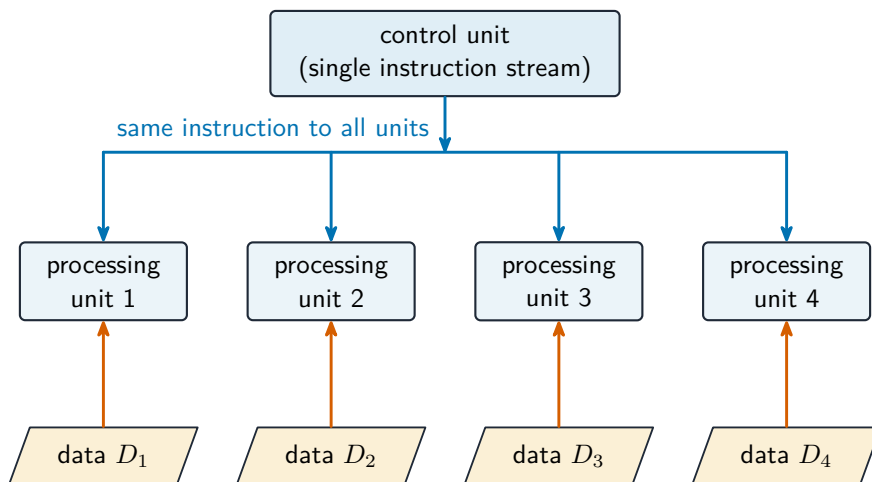 control unit
(single instruction stream)
same instruction to all units
processing
unit 1
processing
unit 2
processing
unit 3
processing
unit 4
data D₁
data D₂
data D₃
data D₄